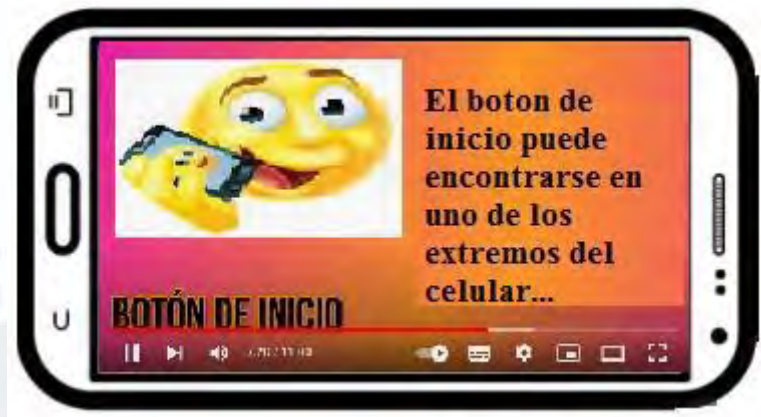 El boton de
inicio puede
encontrarse en
uno de los
extremos del
celular...
BOTÓN DE INICIO